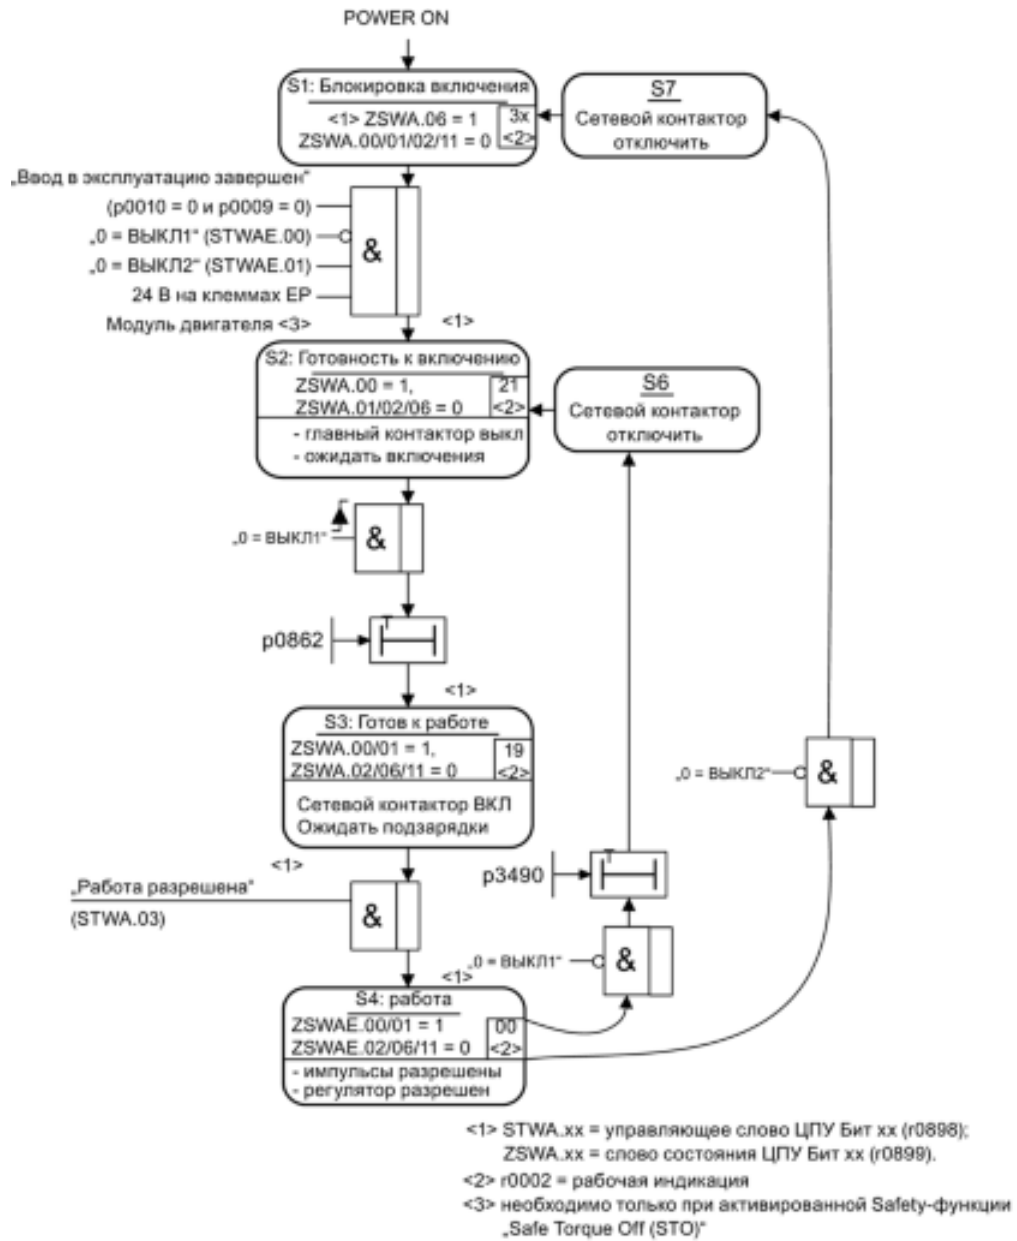 POWER ON
S1: Блокировка включения
<1> ZSWA.06 = 1
ZSWA.00/01/02/11 = 0
3x
<2>
S7
Сетевой контактор
отключить
„Ввод в эксплуатацию завершен“
(p0010 = 0 и p0009 = 0)
„0 = ВЫКЛ1“ (STWAE.00)
„0 = ВЫКЛ2“ (STWAE.01)
24 В на клеммах EP
Модуль двигателя <3>
&
<1>
S2: Готовность к включению
ZSWA.00 = 1,
ZSWA.01/02/06 = 0
21
<2>
- главный контактор выкл
- ожидать включения
S6
Сетевой контактор
отключить
„0 = ВЫКЛ1“
&
p0862
T
<1>
S3: Готов к работе
ZSWA.00/01 = 1,
ZSWA.02/06/11 = 0
19
<2>
Сетевой контактор ВКЛ
Ожидать подзарядки
„0 = ВЫКЛ2“
&
<1>
„Работа разрешена“
(STWA.03)
&
p3490
T
„0 = ВЫКЛ1“
&
<1>
S4: работа
ZSWAE.00/01 = 1
ZSWAE.02/06/11 = 0
00
<2>
- импульсы разрешены
- регулятор разрешен
<1> STWA.xx = управляющее слово ЦПУ Бит xx (r0898);
ZSWA.xx = слово состояния ЦПУ Бит xx (r0899).
<2> r0002 = рабочая индикация
<3> необходимо только при активированной Safety-функции
„Safe Torque Off (STO)“